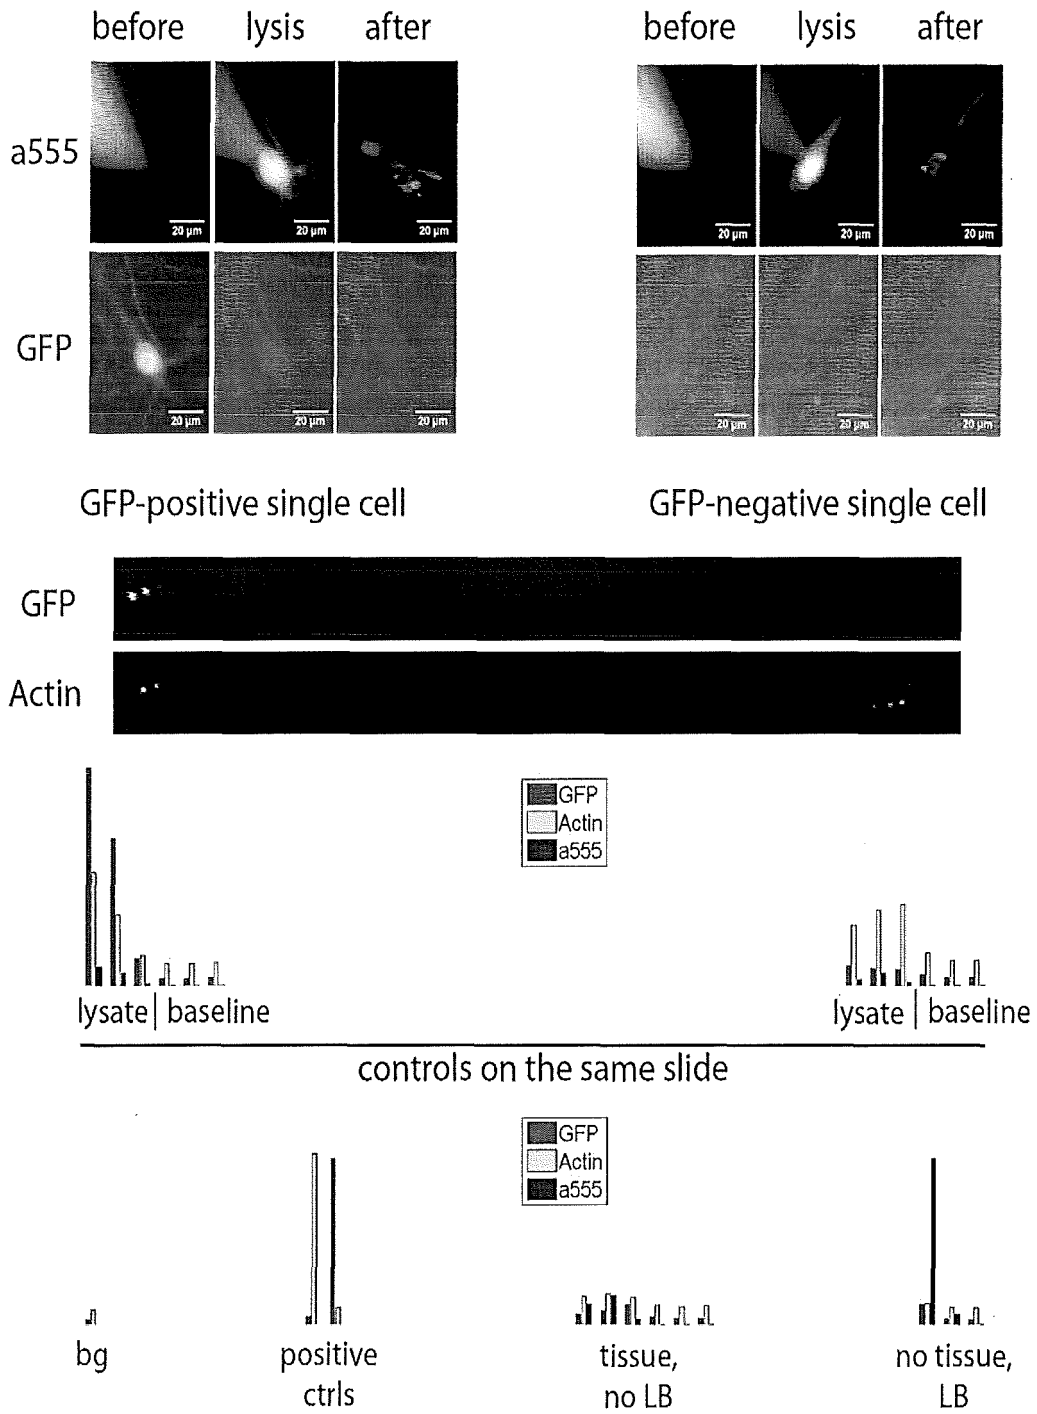 before lysis after before lysis after
a555
20 µm 20 µm 20 µm 20 µm 20 µm 20 µm
GFP
20 µm 20 µm 20 µm 20 µm 20 µm 20 µm
GFP-positive single cell GFP-negative single cell
GFP
Actin
GFP
Actin
a555
lysate | baseline lysate | baseline
controls on the same slide
GFP
Actin
a555
bg positive tissue, no tissue,
ctrls no LB LB